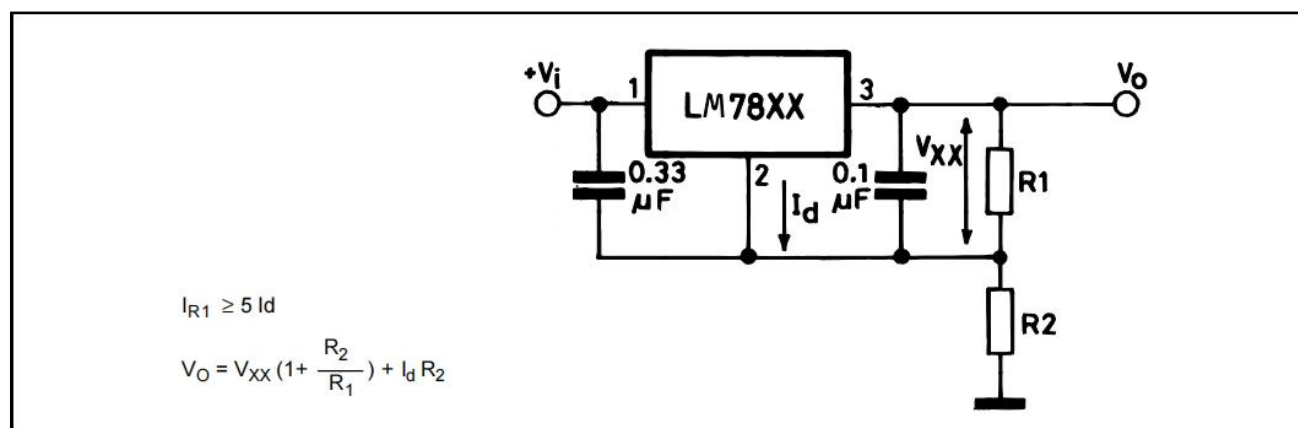 +Vi
1
LM78XX
3
Vo
0.33
µF
2
Id
0.1
µF
VXX
R1
R2
IR1 ≥ 5 Id
VO = VXX (1+ R2/R1) + Id R2